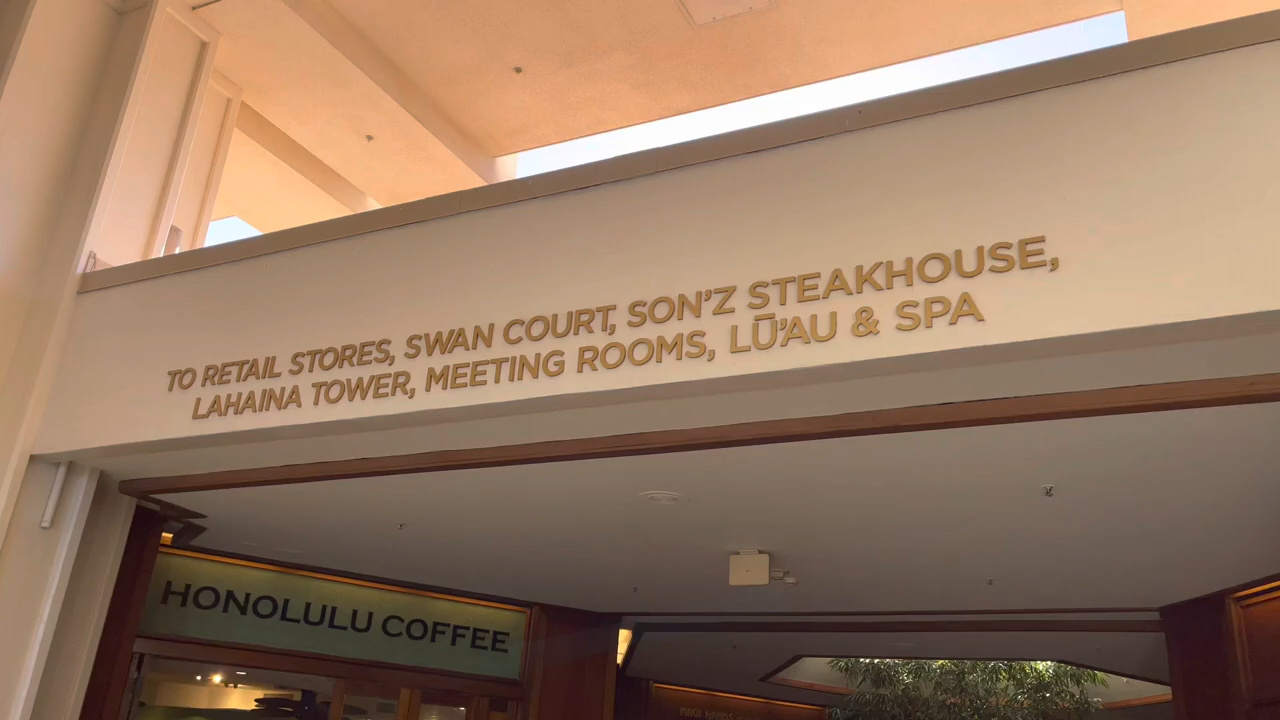 TO RETAIL STORES, SWAN COURT, SON'Z STEAKHOUSE,
LAHAINA TOWER, MEETING ROOMS, LŪ'AU & SPA
HONOLULU COFFEE